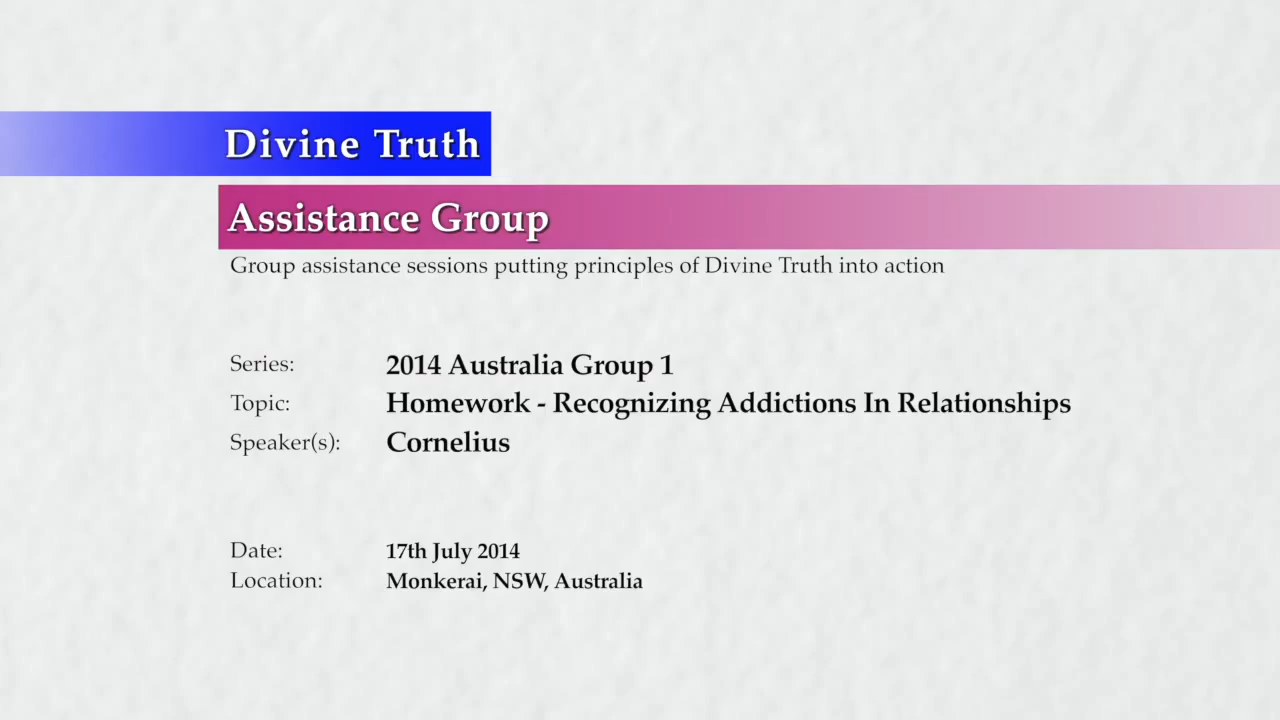 Divine Truth
Assistance Group
Group assistance sessions putting principles of Divine Truth into action
Series: 2014 Australia Group 1
Topic: Homework - Recognizing Addictions In Relationships
Speaker(s): Cornelius
Date: 17th July 2014
Location: Monkerai, NSW, Australia